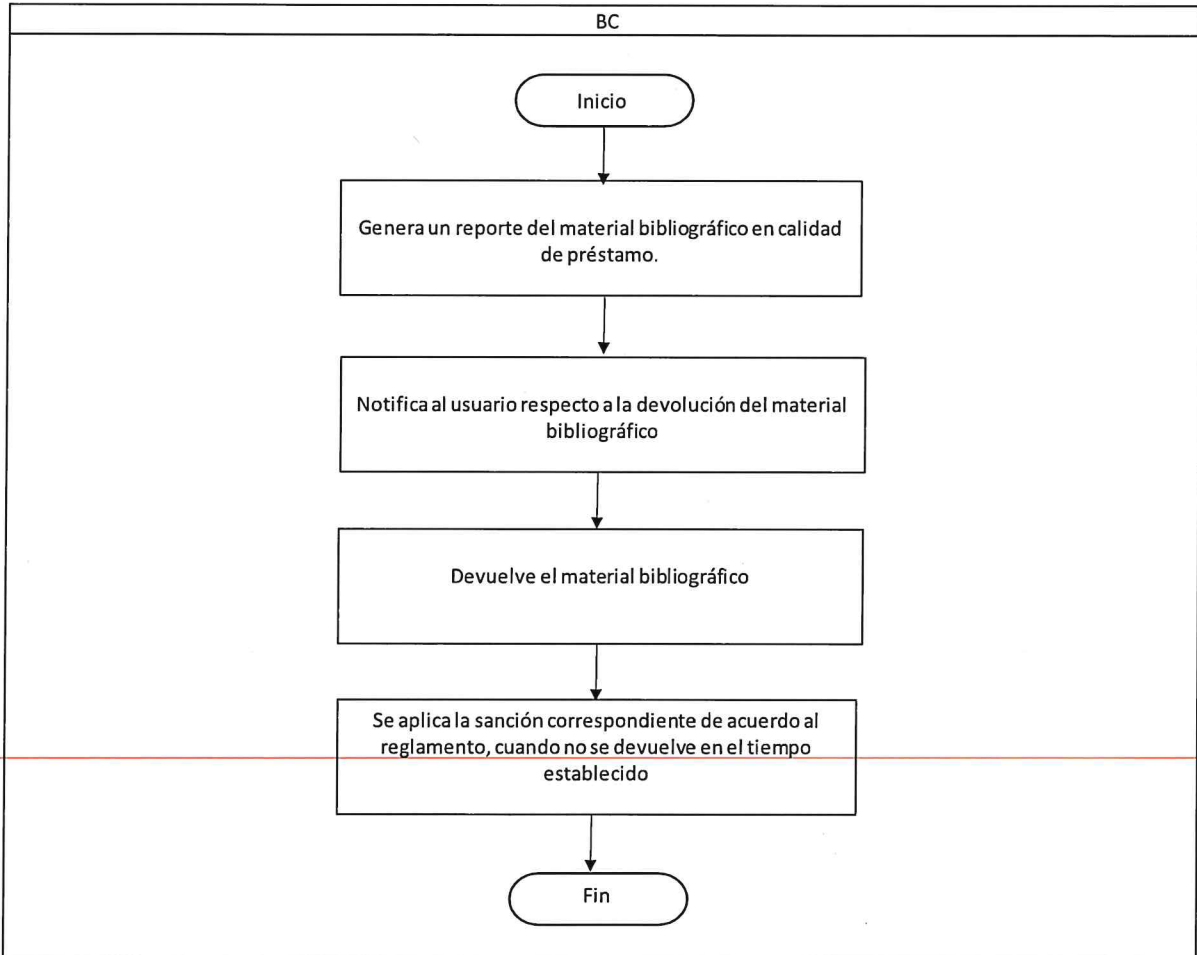 BC
Inicio
Genera un reporte del material bibliográfico en calidad
de préstamo.
Notifica al usuario respecto a la devolución del material
bibliográfico
Devuelve el material bibliográfico
Se aplica la sanción correspondiente de acuerdo al
reglamento, cuando no se devuelve en el tiempo
establecido
Fin